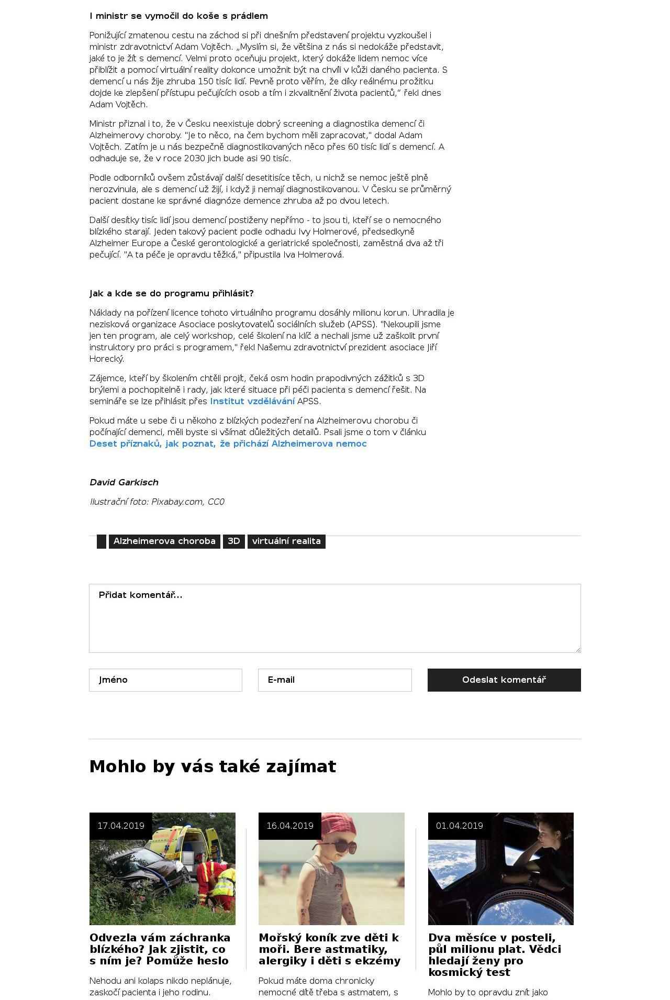 I ministr se vymočil do koše s prádlem
Ponižující zmatenou cestu na záchod si při dnešním představení projektu vyzkoušel i
ministr zdravotnictví Adam Vojtěch. „Myslím si, že většina z nás si nedokáže představit,
jaké to je žít s demencí. Velmi proto oceňuju projekt, který dokáže lidem nemoc více
přiblížit a pomocí virtuální reality dokonce umožnit být na chvíli v kůži daného pacienta. S
demencí u nás žije zhruba 150 tisíc lidí. Pevně proto věřím, že díky reálnému prožitku
dojde ke zlepšení přístupu pečujících osob a tím i zkvalitnění života pacientů,“ řekl dnes
Adam Vojtěch.
Ministr přiznal i to, že v Česku neexistuje dobrý screening a diagnostika demencí či
Alzheimerovy choroby. "Je to něco, na čem bychom měli zapracovat," dodal Adam
Vojtěch. Zatím je u nás bezpečně diagnostikovaných něco přes 60 tisíc lidí s demencí. A
odhaduje se, že v roce 2030 jich bude asi 90 tisíc.
Podle odborníků ovšem zůstávají další desetitisíce těch, u nichž se nemoc ještě plně
nerozvinula, ale s demencí už žijí, i když ji nemají diagnostikovanou. V Česku se průměrný
pacient dostane ke správné diagnóze demence zhruba až po dvou letech.
Další desítky tisíc lidí jsou demencí postiženy nepřímo - to jsou ti, kteří se o nemocného
blízkého starají. Jeden takový pacient podle odhadu Ivy Holmerové, předsedkyně
Alzheimer Europe a České gerontologické a geriatrické společnosti, zaměstná dva až tři
pečující. "A ta péče je opravdu těžká," připustila Iva Holmerová.
Jak a kde se do programu přihlásit?
Náklady na pořízení licence tohoto virtuálního programu dosáhly milionu korun. Uhradila je
nezisková organizace Asociace poskytovatelů sociálních služeb (APSS). "Nekoupili jsme
jen ten program, ale celý workshop, celé školení na klíč a nechali jsme už zaškolit první
instruktory pro práci s programem," řekl Našemu zdravotnictví prezident asociace Jiří
Horecký.
Zájemce, kteří by školením chtěli projít, čeká osm hodin prapodivných zážitků s 3D
brýlemi a pochopitelně i rady, jak které situace při péči pacienta s demencí řešit. Na
semináře se lze přihlásit přes Institut vzdělávání APSS.
Pokud máte u sebe či u někoho z blízkých podezření na Alzheimerovu chorobu či
počínající demenci, měli byste si všímat důležitých detailů. Psali jsme o tom v článku
Deset příznaků, jak poznat, že přichází Alzheimerova nemoc
David Garkisch
Ilustrační foto: Pixabay.com, CC0
Alzheimerova choroba 3D virtuální realita
Přidat komentář...
Jméno E-mail Odeslat komentář
Mohlo by vás také zajímat
17.04.2019
Odvezla vám záchranka
blízkého? Jak zjistit, co
s ním je? Pomůže heslo
Nehodu ani kolaps nikdo neplánuje,
zaskočí pacienta i jeho rodinu.
16.04.2019
Mořský koník zve děti k
moři. Bere astmatiky,
alergiky i děti s ekzémy
Pokud máte doma chronicky
nemocné dítě třeba s astmatem, s
01.04.2019
Dva měsíce v posteli,
půl milionu plat. Vědci
hledají ženy pro
kosmický test
Mohlo by to opravdu znít jako